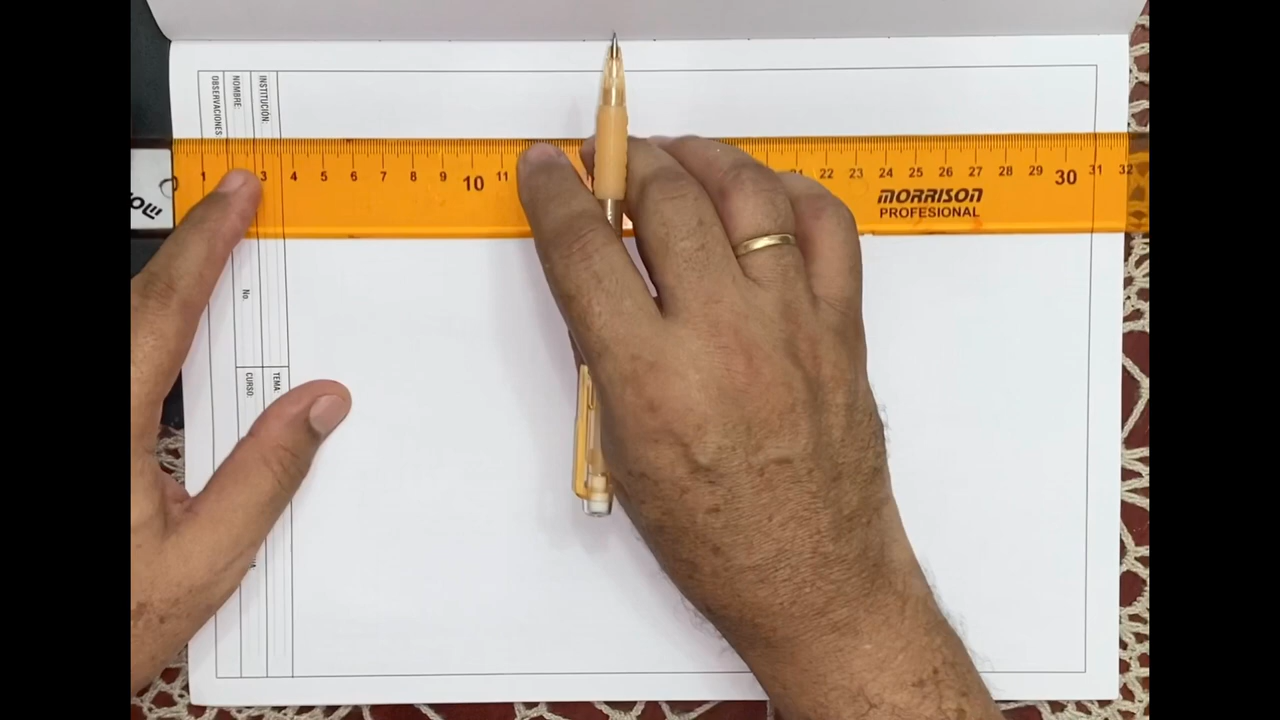 OBSERVACIONES:
NOMBRE:
INSTITUCIÓN:
1 3 4 5 6 7 8 9 10 11 22 23 24 25 26 27 28 29 30 31 32
MORRISON
PROFESIONAL
No.
CURSO:
TEMA: